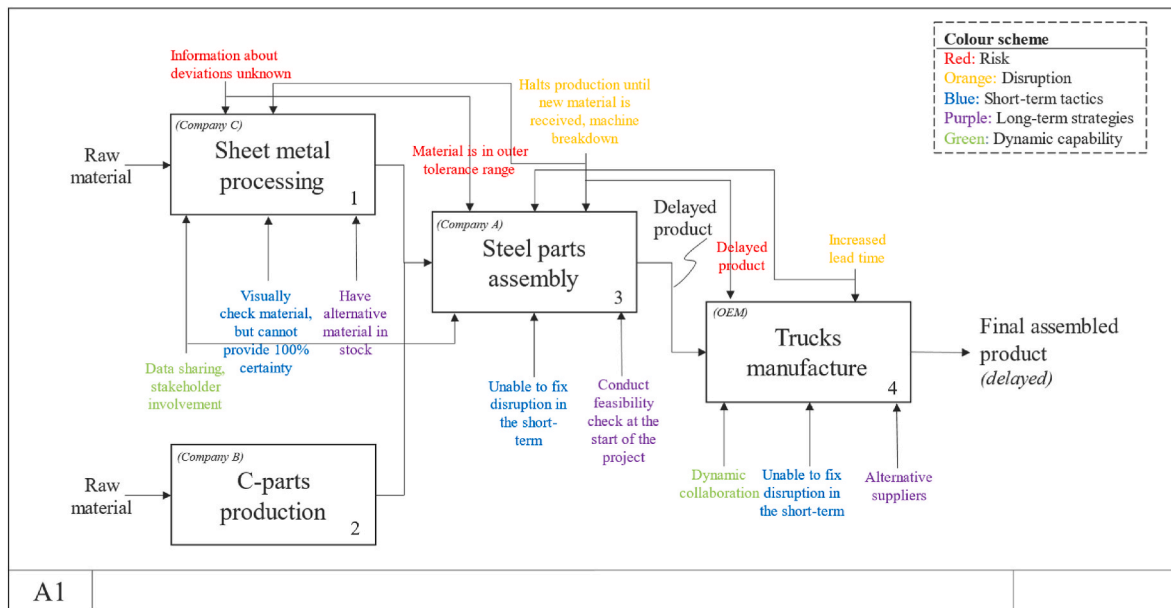 Colour scheme
Red: Risk
Orange: Disruption
Blue: Short-term tactics
Purple: Long-term strategies
Green: Dynamic capability
Information about
deviations unknown
Halts production until
new material is
received, machine
breakdown
(Company C)
Sheet metal
processing
1
Raw
material
Material is in outer
tolerance range
(Company A)
Steel parts
assembly
3
Delayed
product
Delayed
product
Increased
lead time
(OEM)
Trucks
manufacture
4
Final assembled
product
(delayed)
Visually
check material,
but cannot
provide 100%
certainty
Have
alternative
material in
stock
Data sharing,
stakeholder
involvement
Unable to fix
disruption in
the short-
term
Conduct
feasibility
check at the
start of the
project
Dynamic
collaboration
Unable to fix
disruption in
the short-term
Alternative
suppliers
(Company B)
C-parts
production
2
Raw
material
A1